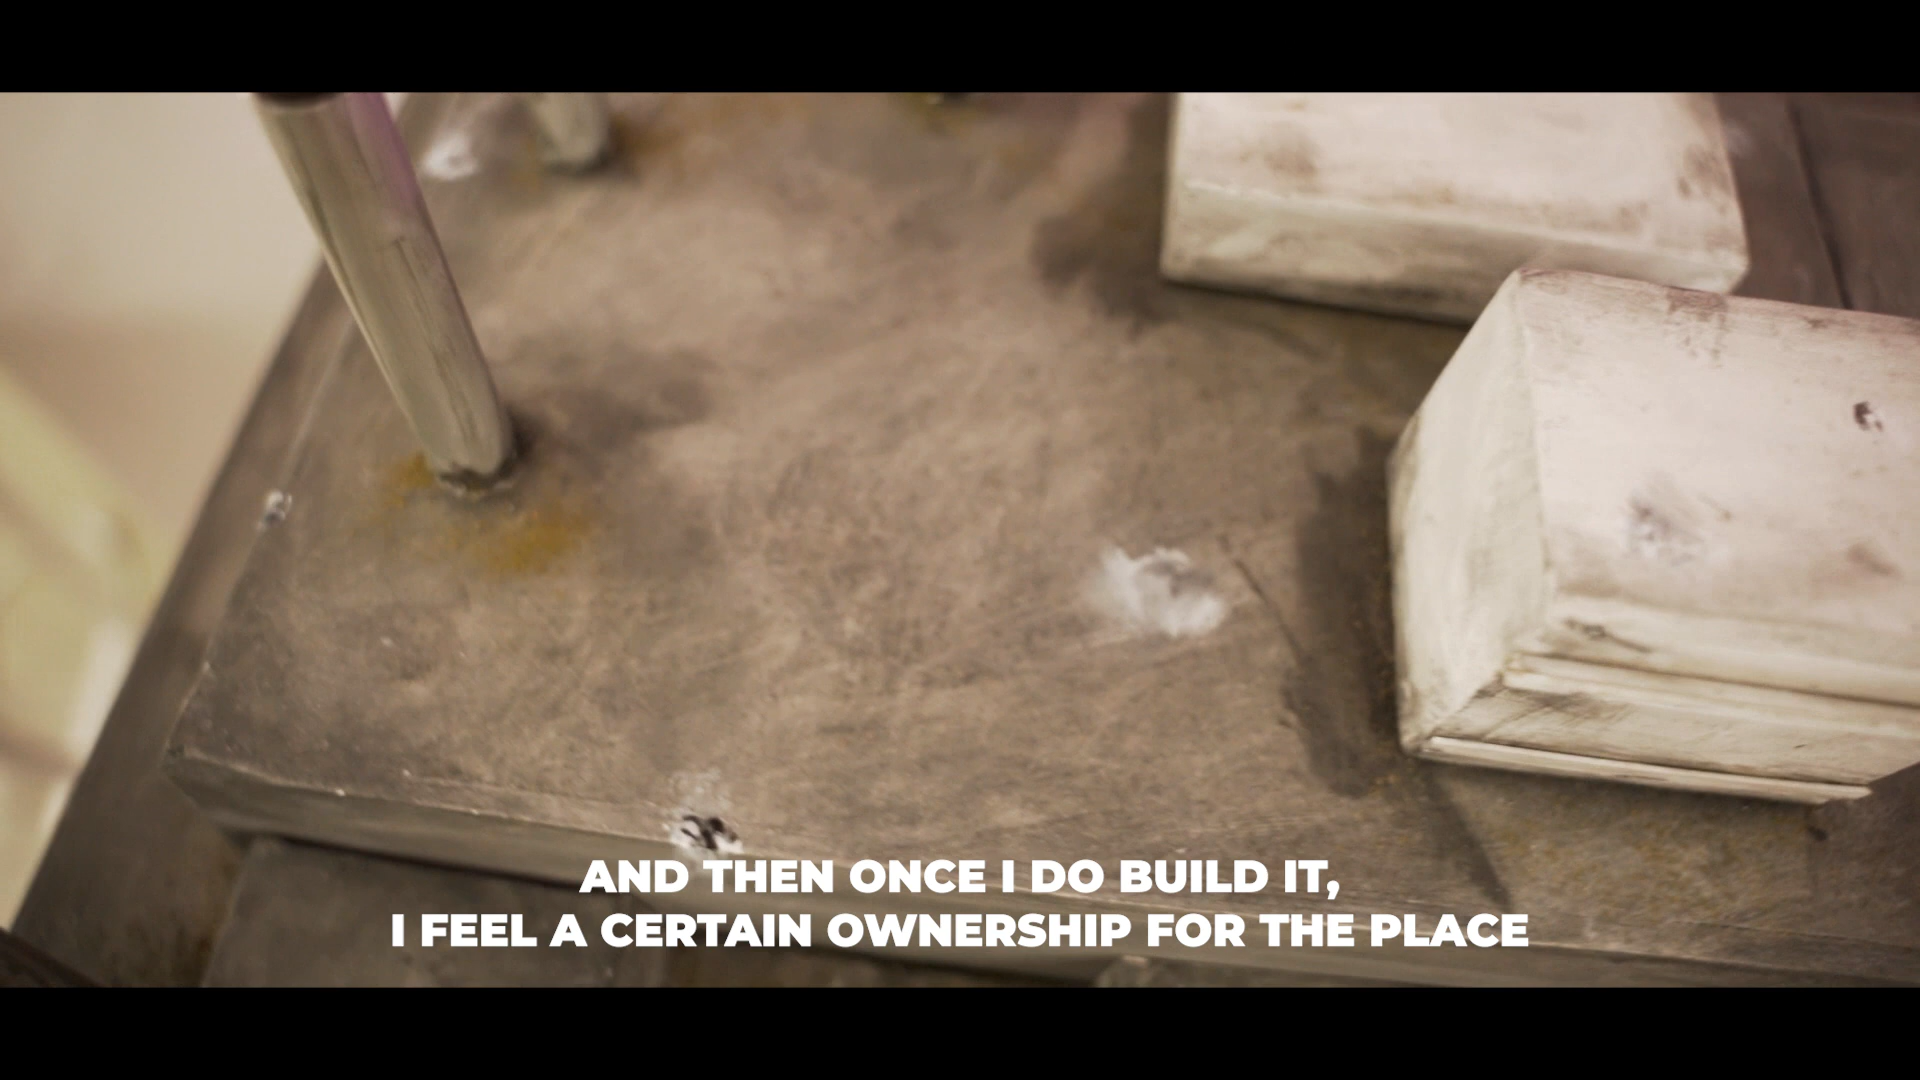 AND THEN ONCE I DO BUILD IT,
I FEEL A CERTAIN OWNERSHIP FOR THE PLACE